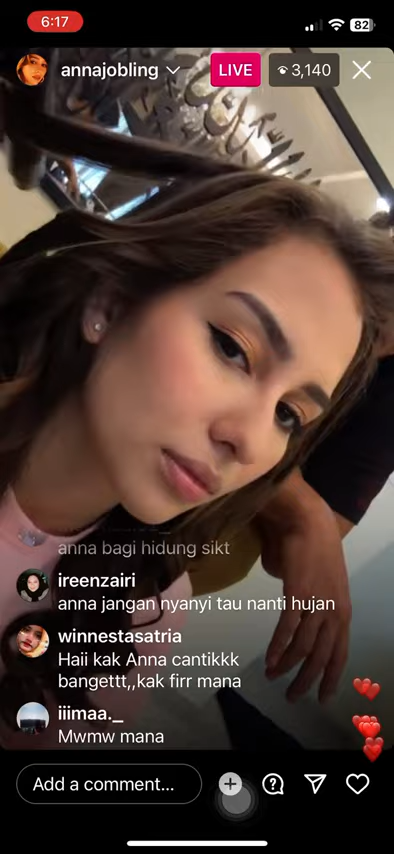 6:17
82
annajobling
LIVE
3,140
anna bagi hidung sikt
ireenzairi
anna jangan nyanyi tau nanti hujan
winnestasatria
Haii kak Anna cantikkk
bangettt,,kak firr mana
iiimaa._
Mwmw mana
Add a comment...